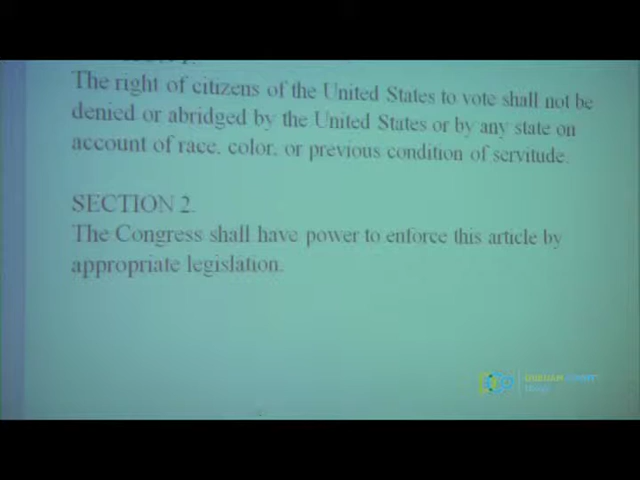 The right of citizens of the United States to vote shall not be
denied or abridged by the United States or by any state on
account of race, color, or previous condition of servitude.
SECTION 2.
The Congress shall have power to enforce this article by
appropriate legislation.